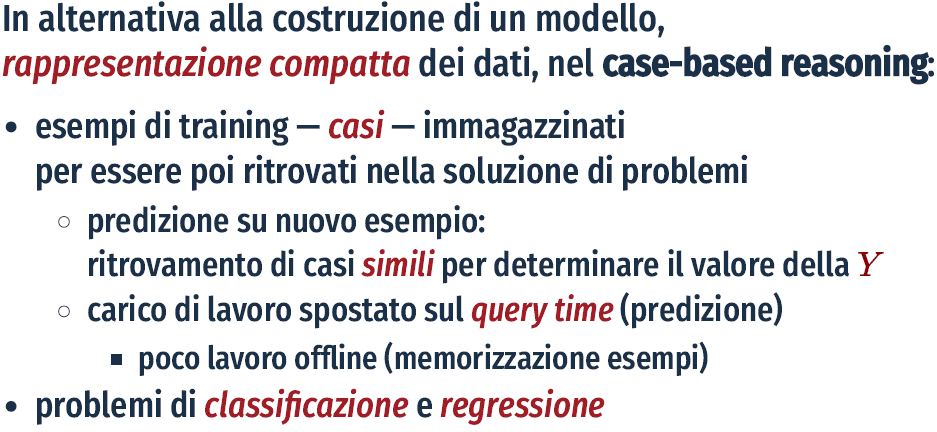 In alternativa alla costruzione di un modello,
rappresentazione compatta dei dati, nel case-based reasoning:
• esempi di training — casi — immagazzinati
per essere poi ritrovati nella soluzione di problemi
○ predizione su nuovo esempio:
ritrovamento di casi simili per determinare il valore della Y
○ carico di lavoro spostato sul query time (predizione)
▪ poco lavoro offline (memorizzazione esempi)
• problemi di classificazione e regressione